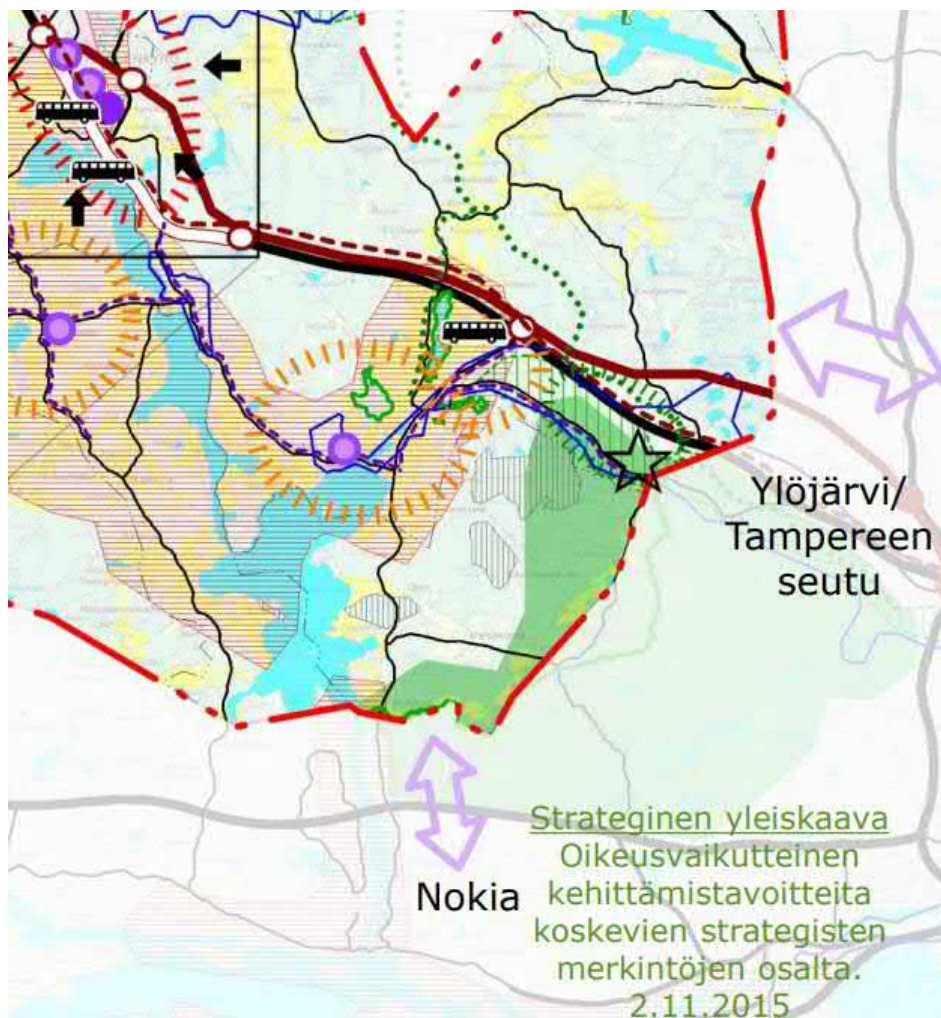 Ylöjärvi/
Tampereen
seutu
Strateginen yleiskaava
Oikeusvaikutteinen
Nokia
kehittämistavoitteita
koskevien strategisten
merkintöjen osalta.
2.11.2015